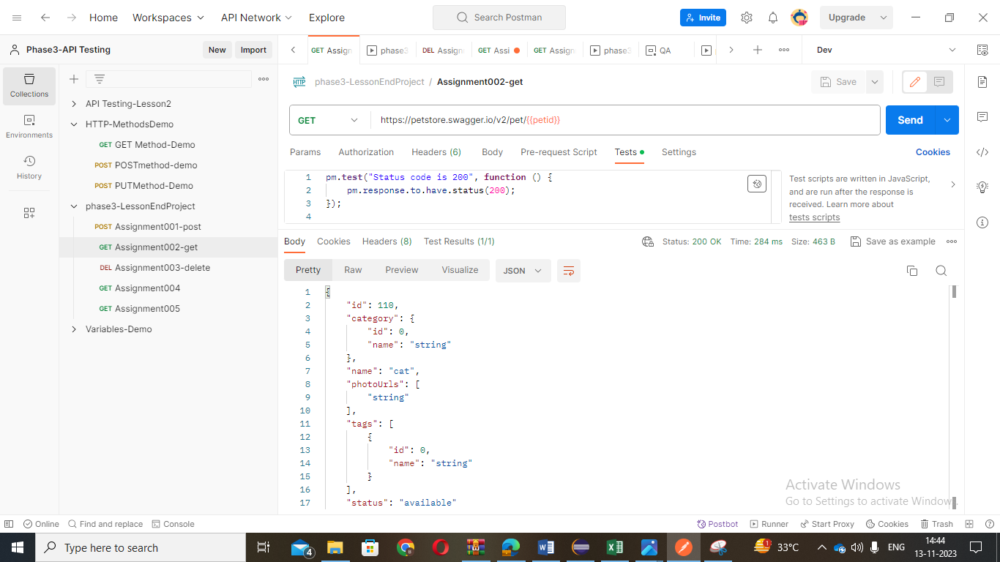 Home Workspaces API Network Explore Search Postman Invite Upgrade
Phase3-API Testing New Import GET Assign phase3 DEL Assign GET Assi GET Assign phase3 QA Dev
Collections
Environments
History
API Testing-Lesson2
HTTP-MethodsDemo
GET GET Method-Demo
POST POSTmethod-demo
POST PUTMethod-Demo
phase3-LessonEndProject
POST Assignment001-post
GET Assignment002-get
DEL Assignment003-delete
GET Assignment004
GET Assignment005
Variables-Demo
HTTP phase3-LessonEndProject / Assignment002-get Save
GET https://petstore.swagger.io/v2/pet/{{petid}} Send
Params Authorization Headers (6) Body Pre-request Script Tests Settings Cookies
1 pm.test("Status code is 200", function () {
2 pm.response.to.have.status(200);
3 });
4
Test scripts are written in JavaScript,
and are run after the response is
received. Learn more about
tests scripts
Body Cookies Headers (8) Test Results (1/1) Status: 200 OK Time: 284 ms Size: 463 B Save as example
Pretty Raw Preview Visualize JSON
1 {
2 "id": 110,
3 "category": {
4 "id": 0,
5 "name": "string"
6 },
7 "name": "cat",
8 "photoUrls": [
9 "string"
10 ],
11 "tags": [
12 {
13 "id": 0,
14 "name": "string"
15 }
16 ],
17 "status": "available"
Activate Windows
Go to Settings to activate Windows.
Online Find and replace Console Postbot Runner Start Proxy Cookies Trash
Type here to search 4 1 33°C ENG 14:44
13-11-2023